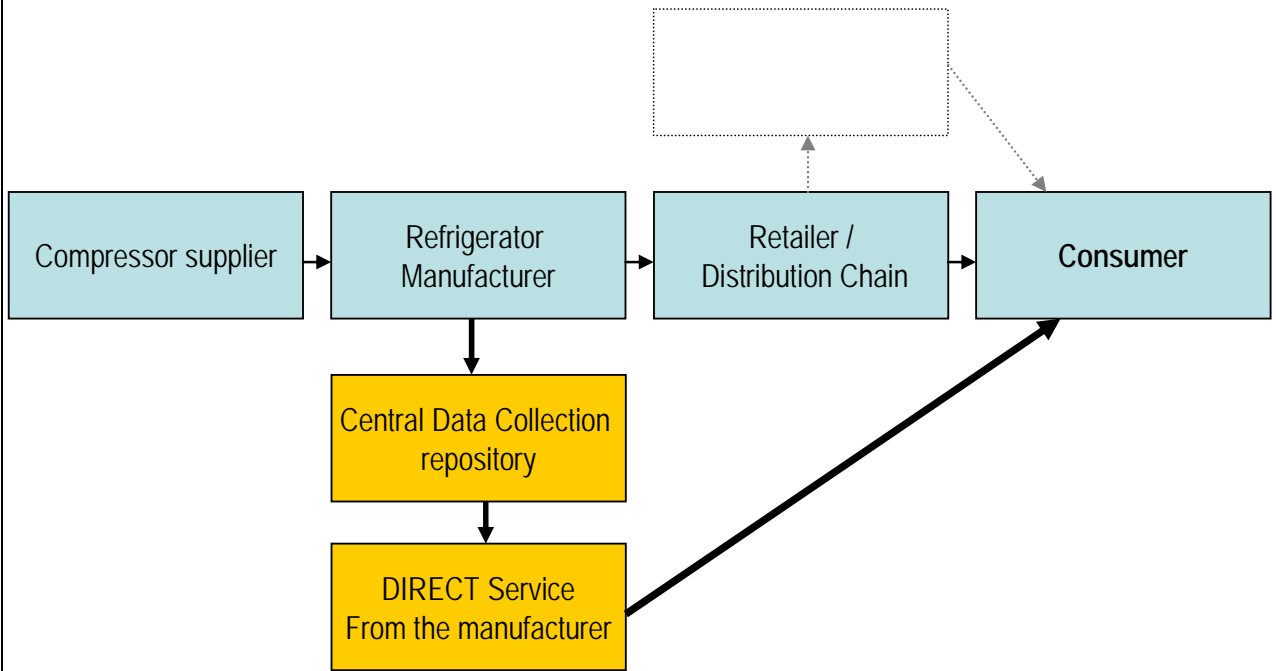 Compressor supplier
Refrigerator
Manufacturer
Retailer /
Distribution Chain
Consumer
Central Data Collection
repository
DIRECT Service
From the manufacturer